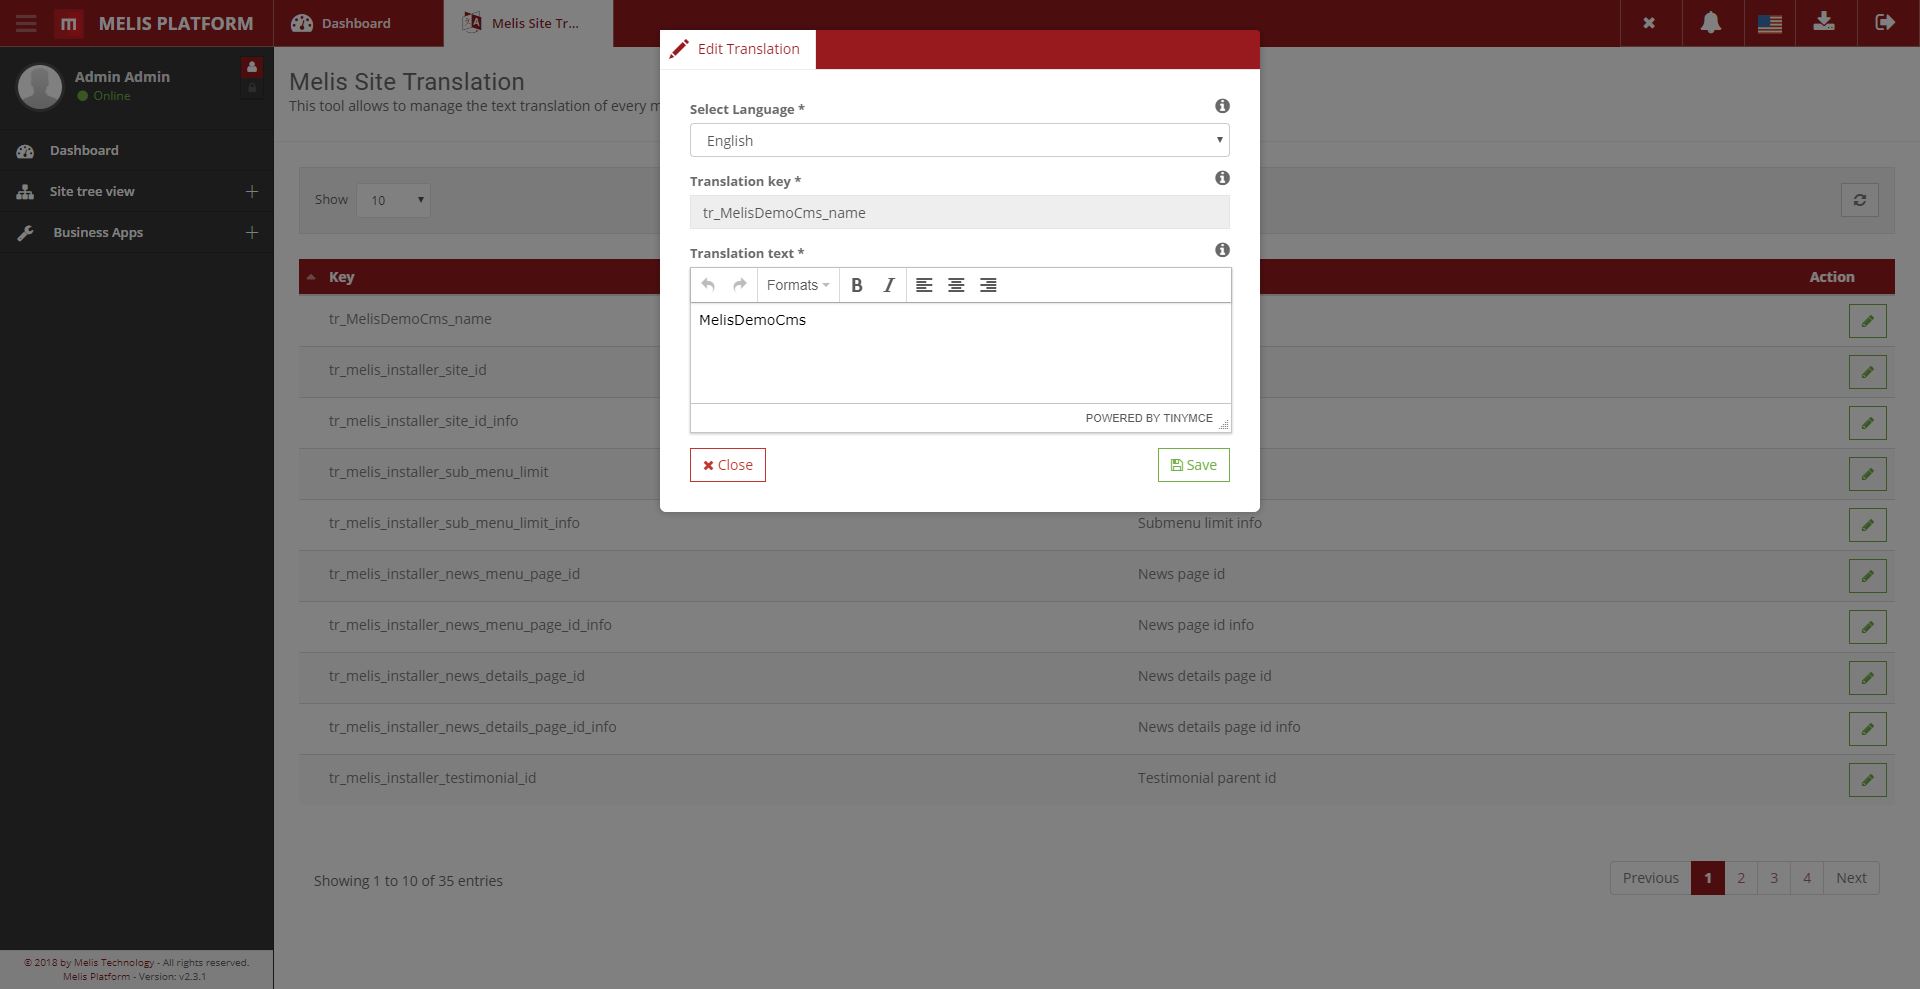 m MELIS PLATFORM
Dashboard
Melis Site Tr...
Admin Admin
Online
Dashboard
Site tree view
Business Apps
© 2018 by Melis Technology - All rights reserved.
Melis Platform - Version: v2.3.1
Melis Site Translation
This tool allows to manage the text translation of every m
Show 10
Key Action
tr_MelisDemoCms_name
tr_melis_installer_site_id
tr_melis_installer_site_id_info
tr_melis_installer_sub_menu_limit
tr_melis_installer_sub_menu_limit_info Submenu limit info
tr_melis_installer_news_menu_page_id News page id
tr_melis_installer_news_menu_page_id_info News page id info
tr_melis_installer_news_details_page_id News details page id
tr_melis_installer_news_details_page_id_info News details page id info
tr_melis_installer_testimonial_id Testimonial parent id
Showing 1 to 10 of 35 entries
Previous 1 2 3 4 Next
Edit Translation
Select Language *
English
Translation key *
tr_MelisDemoCms_name
Translation text *
Formats B I
MelisDemoCms
POWERED BY TINYMCE
Close Save